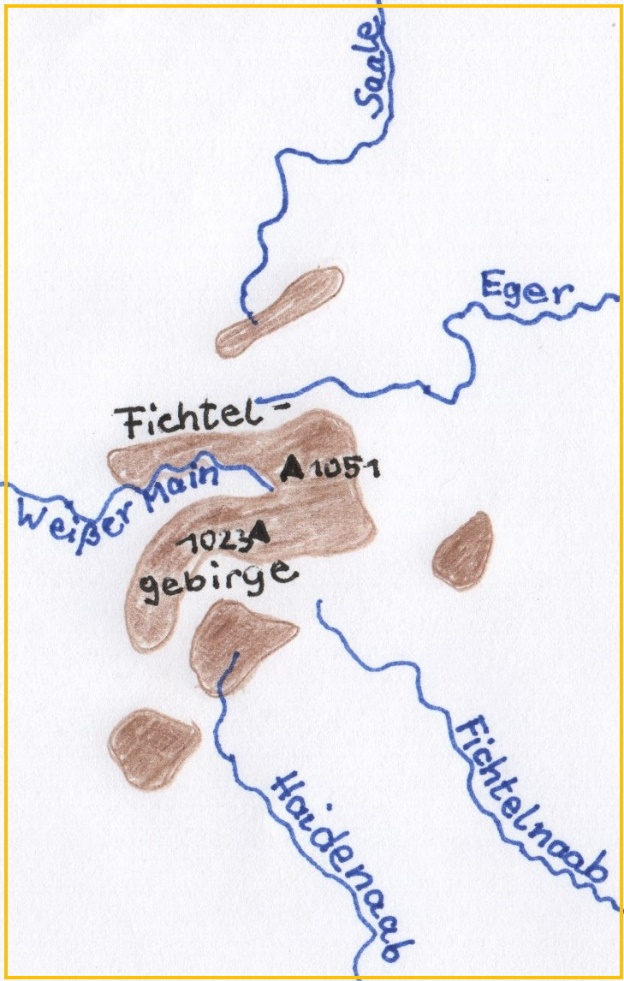 Saale
Eger
Fichtel-
1051
Weißer Main
1023
gebirge
Fichtelnaab
Haidenaab